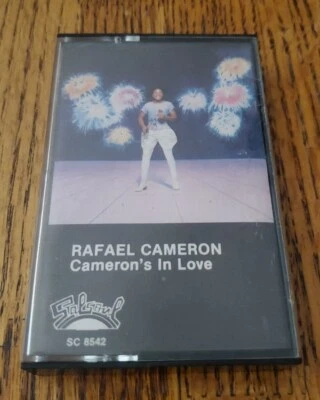 RAFAEL CAMERON
Cameron's In Love
Salsoul
SC 8542